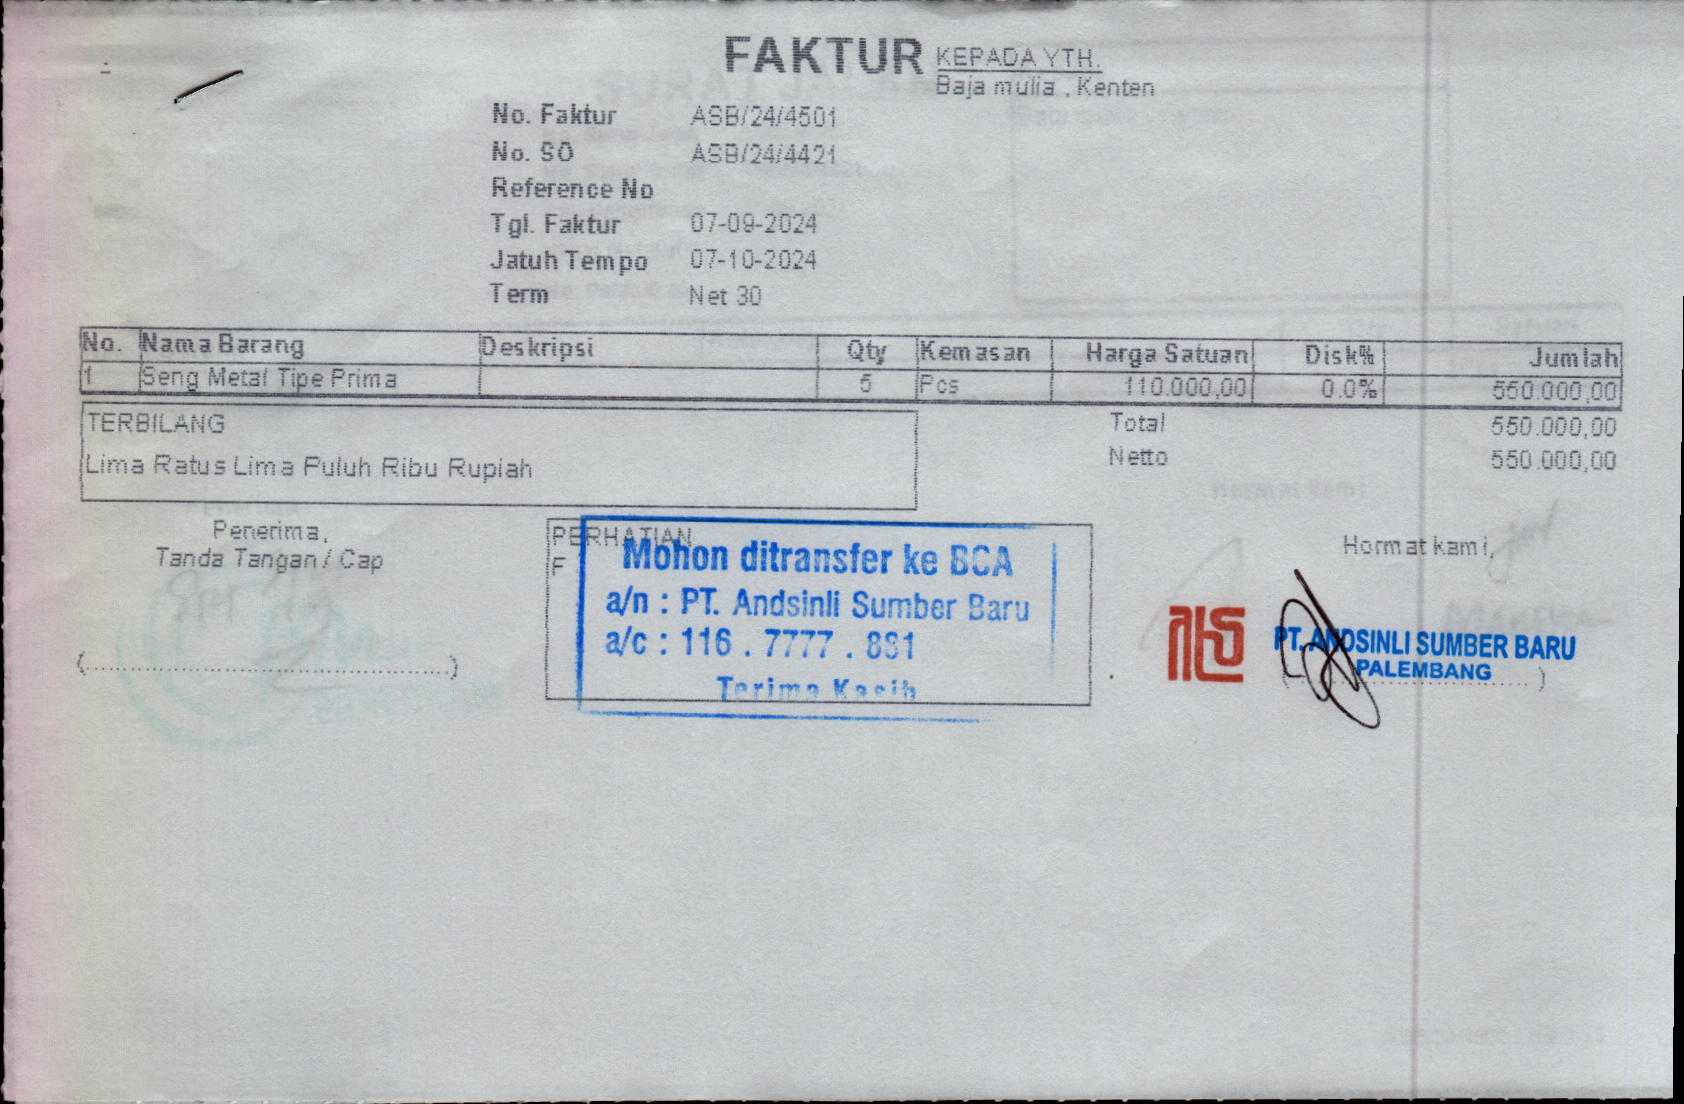 FAKTUR
KEPADA YTH.
Baja mulia , Kenten
No. Faktur ASB/24/4501
No. SO ASB/24/4421
Reference No
Tgl. Faktur 07-09-2024
Jatuh Tempo 07-10-2024
Term Net 30
No. Nama Barang Deskripsi Qty Kemasan Harga Satuan Disk% Jumlah
1 Seng Metal Tipe Prima 5 Pcs 110.000,00 0.0% 550.000,00
TERBILANG
Lima Ratus Lima Puluh Ribu Rupiah
Total 550.000,00
Netto 550.000,00
Penerima,
Tanda Tangan / Cap
(........................)
PERHATIAN
F
Mohon ditransfer ke BCA
a/n : PT. Andsinli Sumber Baru
a/c : 116 . 7777 . 881
Terima Kasih
Hormat kami,
PT. ANDSINLI SUMBER BARU
PALEMBANG